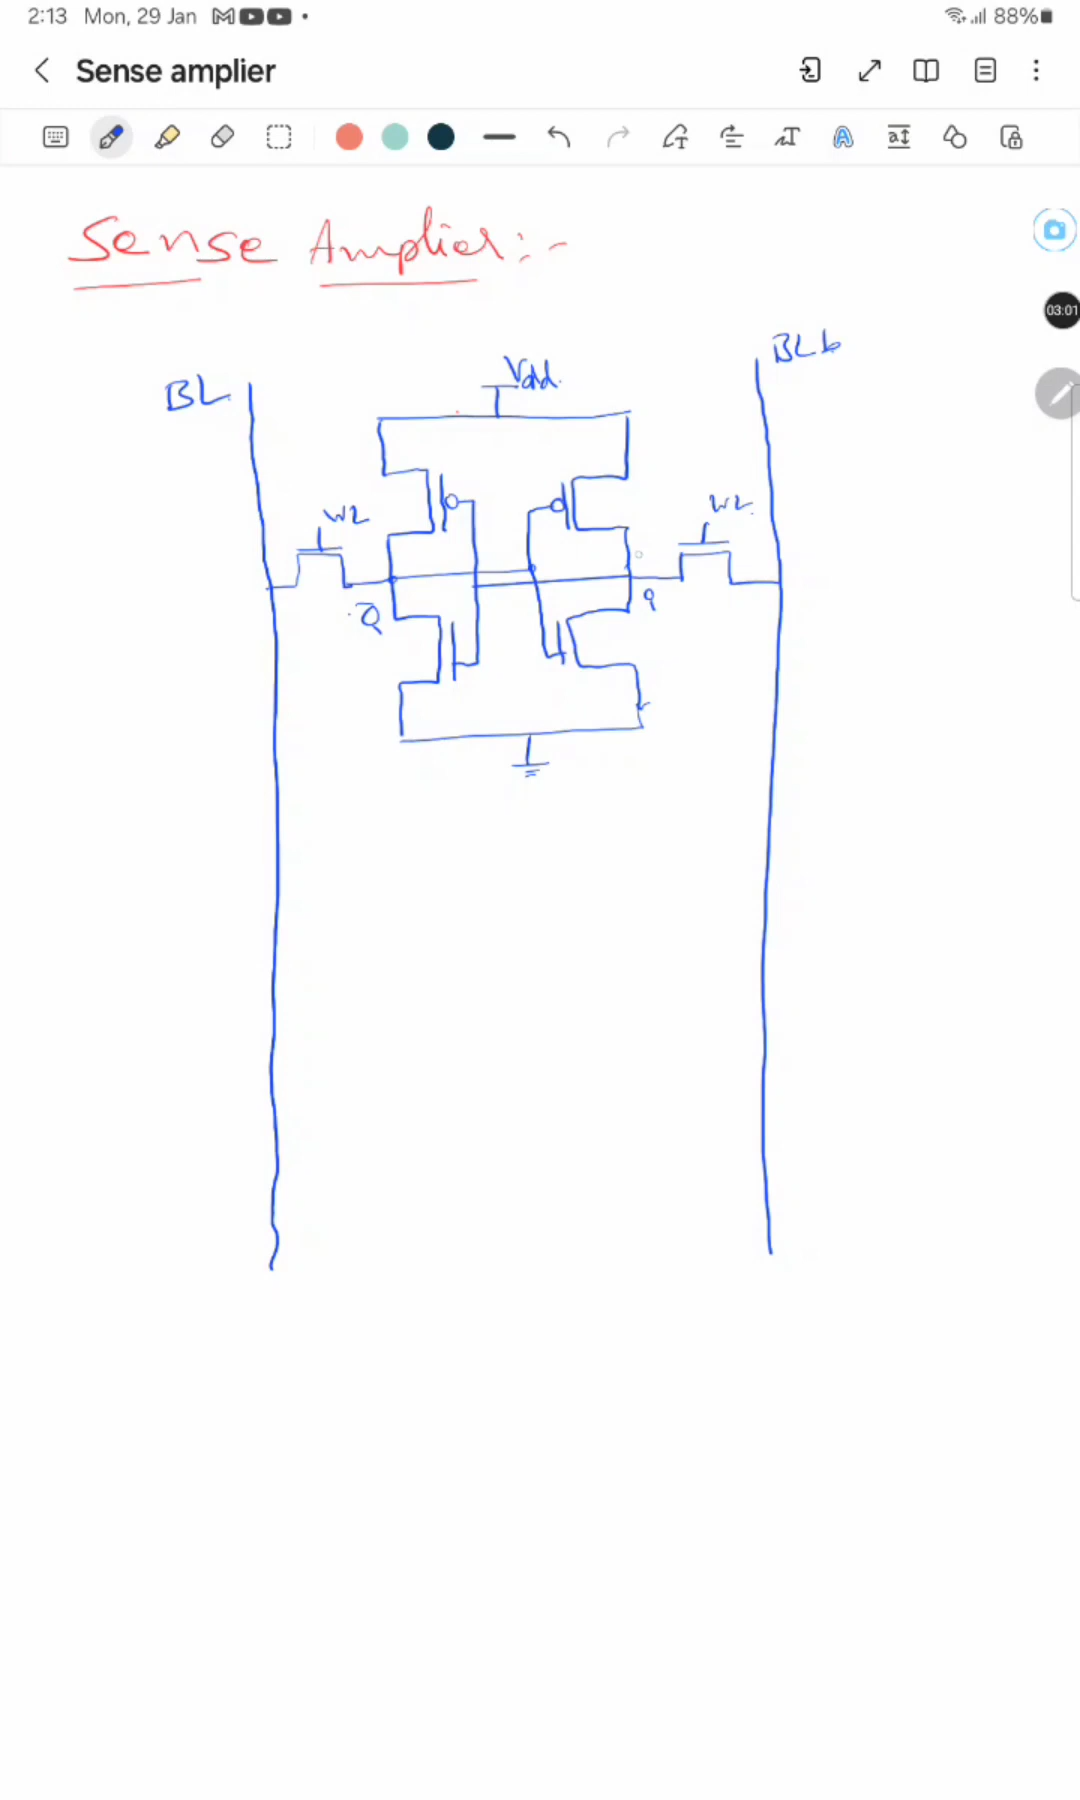 2:13 Mon, 29 Jan
88%
Sense amplier
Sense Amplier:-
03:01
BLb
Vdd.
BL
WL
WL.
Q
q